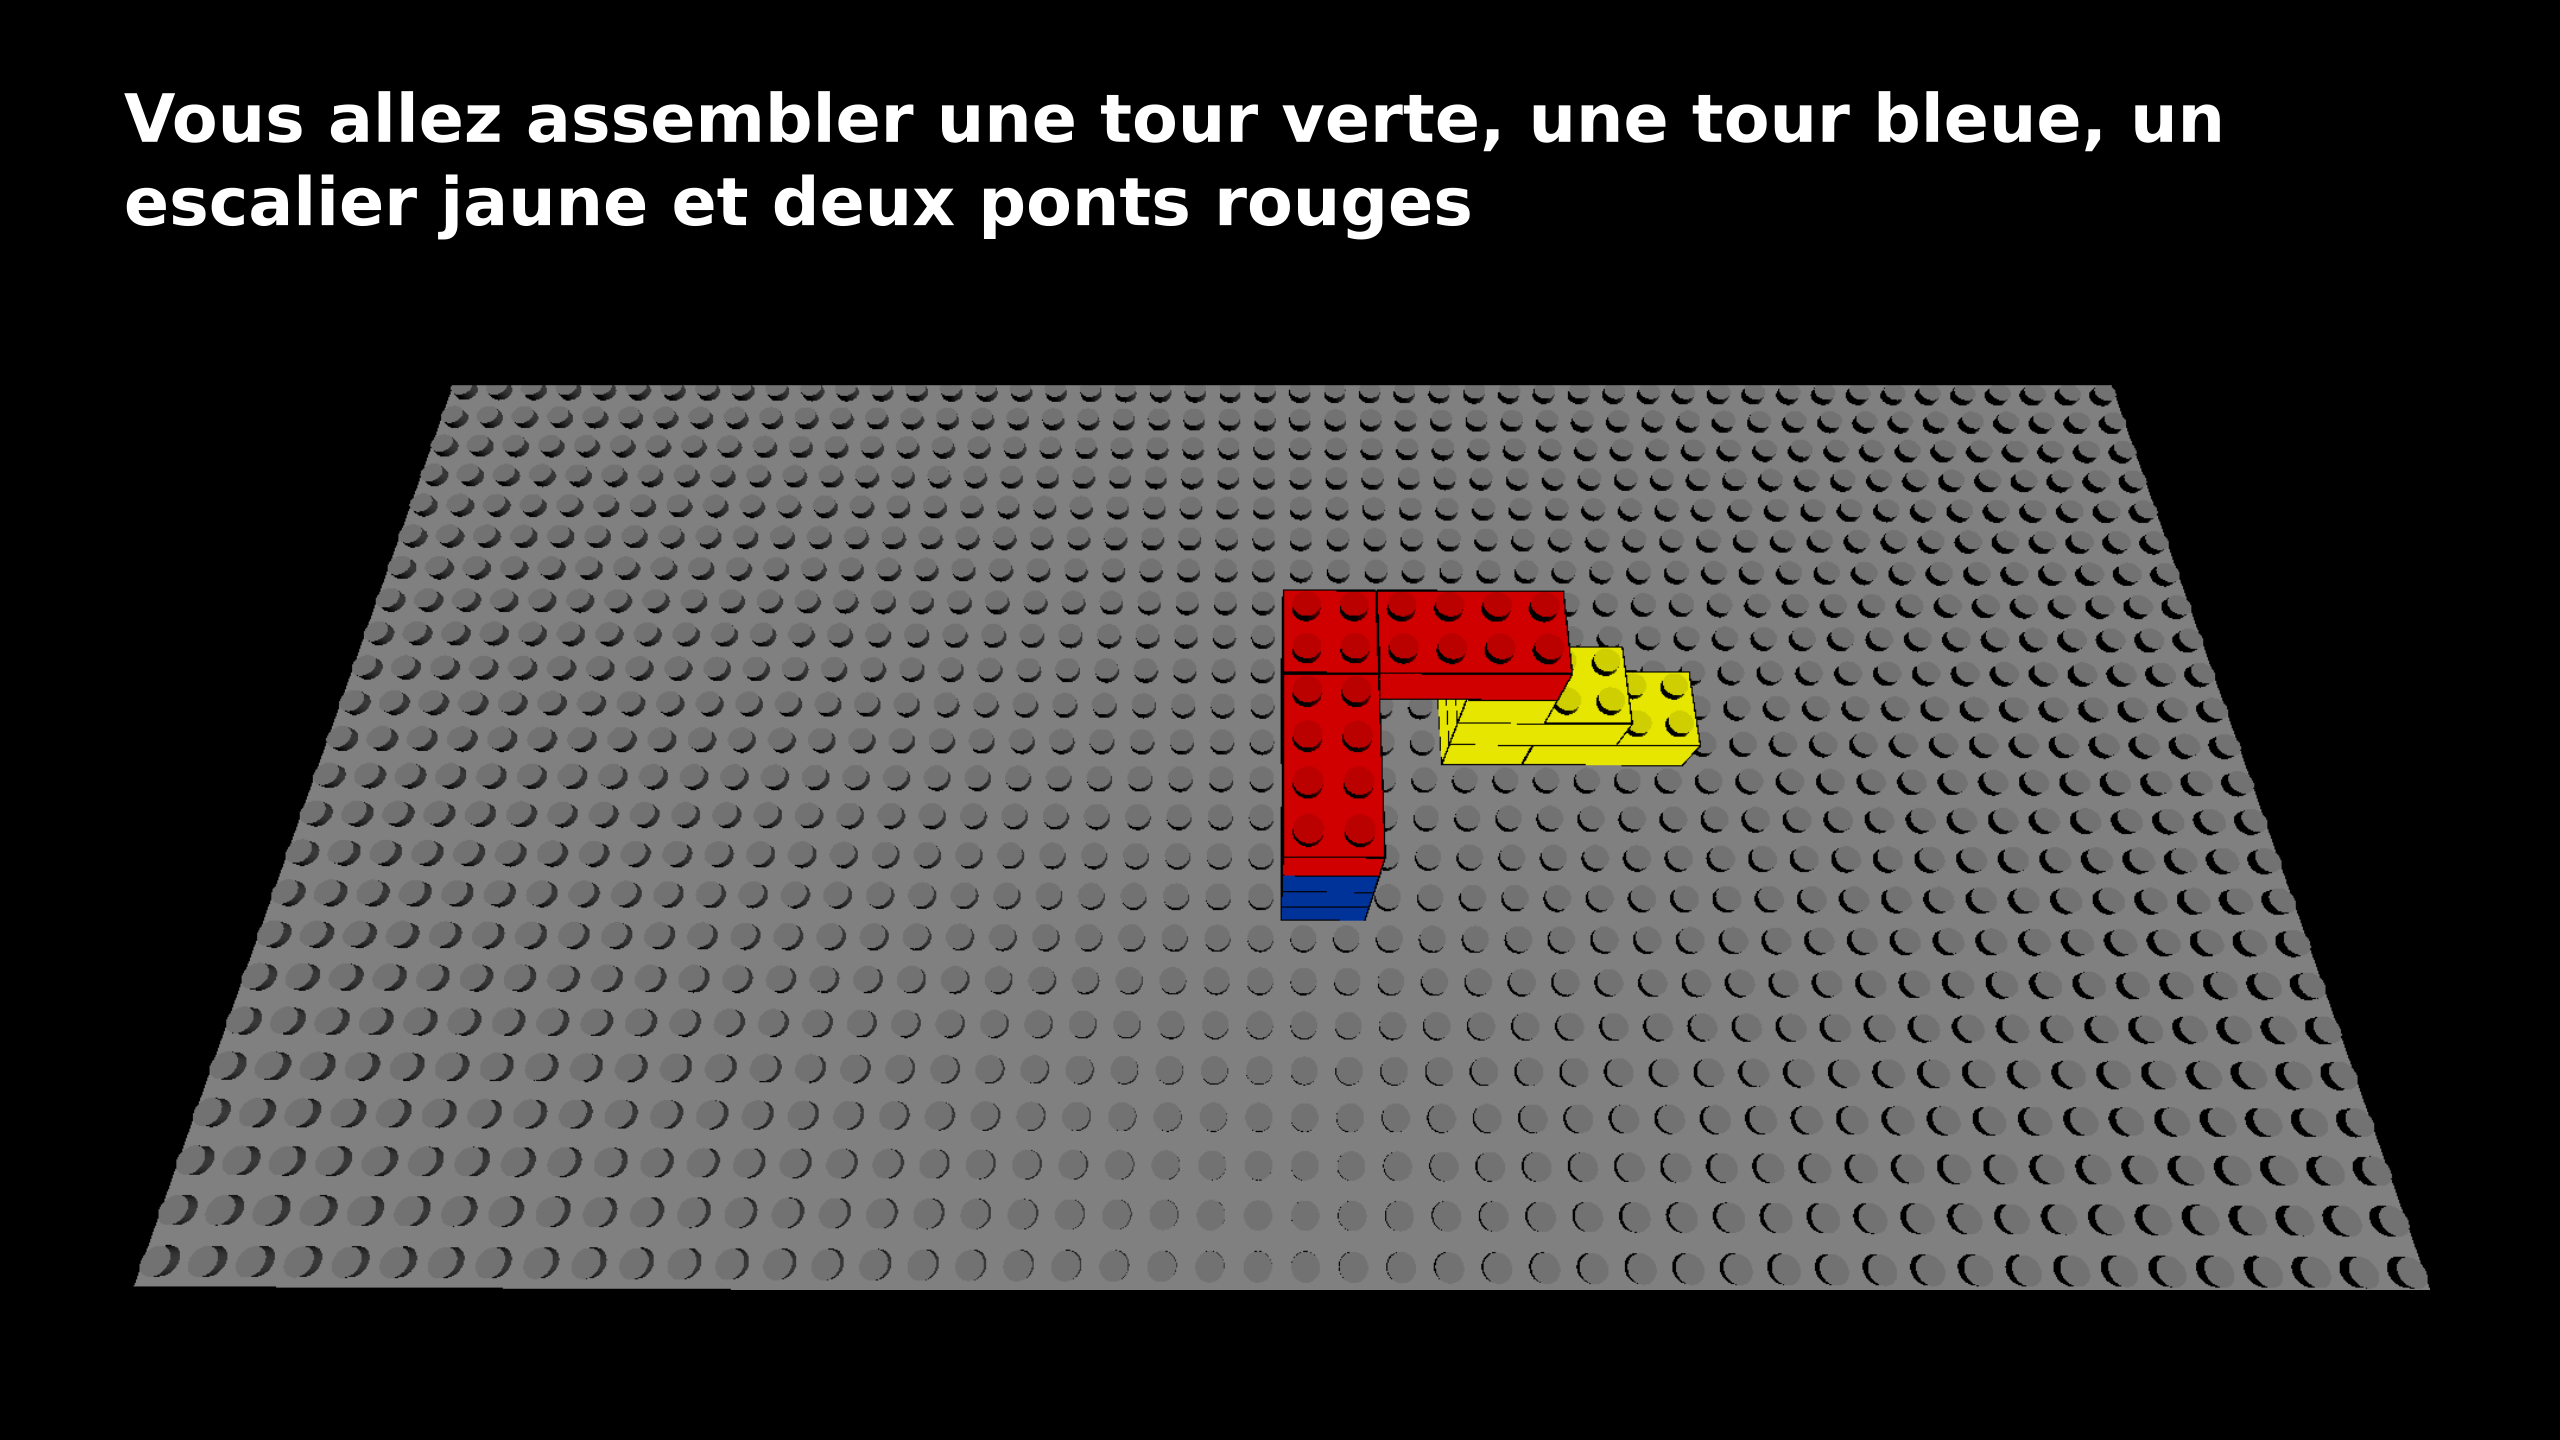 Vous allez assembler une tour verte, une tour bleue, un
escalier jaune et deux ponts rouges